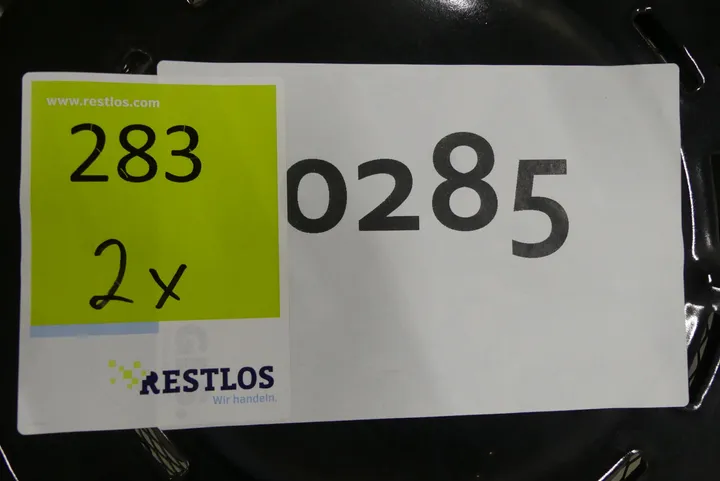 www.restlos.com
283
2x
0285
RESTLOS
Wir handeln.